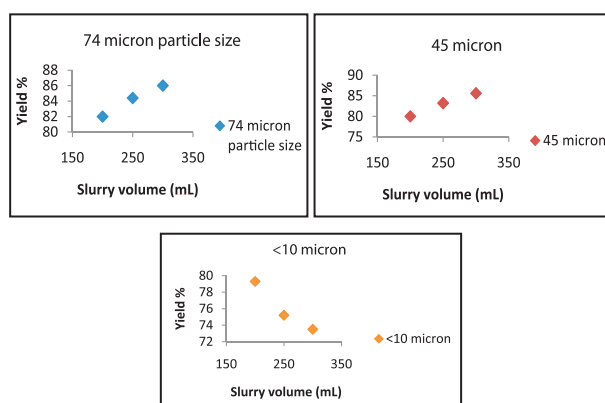 74 micron particle size
Yield %
88
86
84
82
80
150
250
350
Slurry volume (mL)
74 micron
particle size
45 micron
Yield %
90
85
80
75
150
250
350
Slurry volume (mL)
45 micron
<10 micron
Yield %
80
78
76
74
72
150
250
350
Slurry volume (mL)
<10 micron